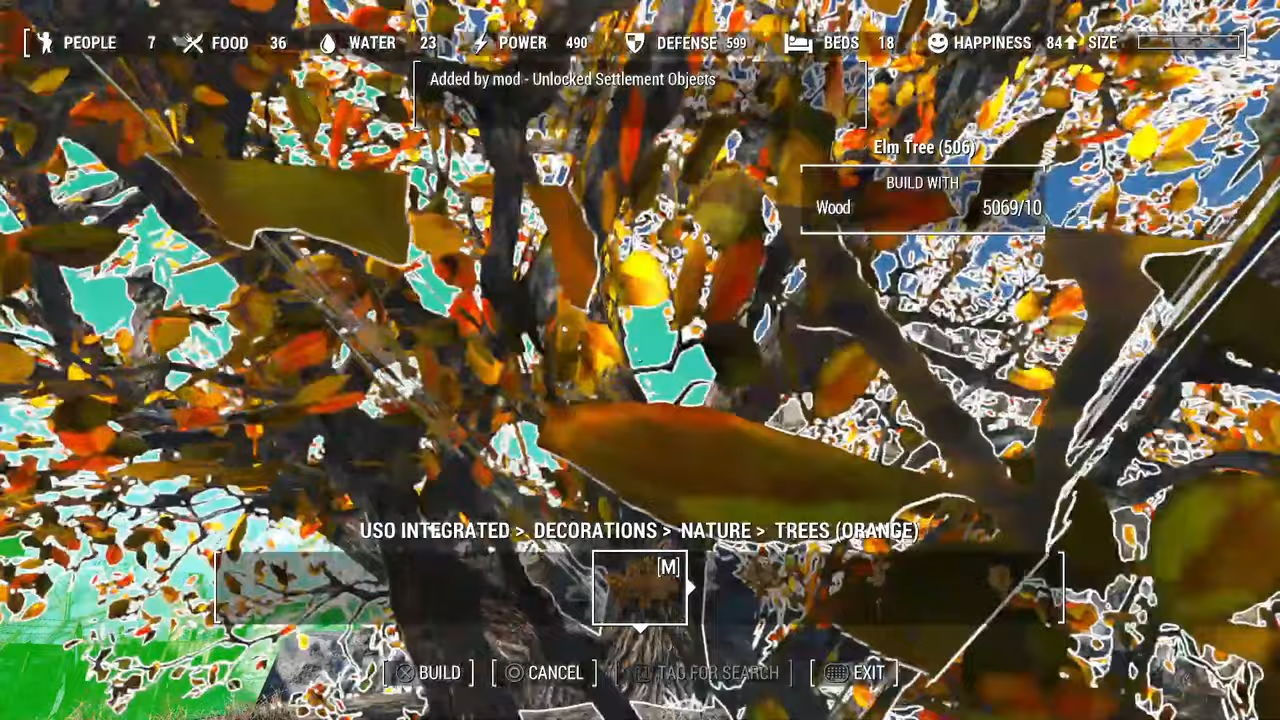 PEOPLE 7 FOOD 36 WATER 23 POWER 490 DEFENSE 599 BEDS 18 HAPPINESS 84 SIZE
Added by mod - Unlocked Settlement Objects
Elm Tree (506)
BUILD WITH
Wood 5069/10
USO INTEGRATED > DECORATIONS > NATURE > TREES (ORANGE)
[M]
BUILD CANCEL TAG FOR SEARCH EXIT